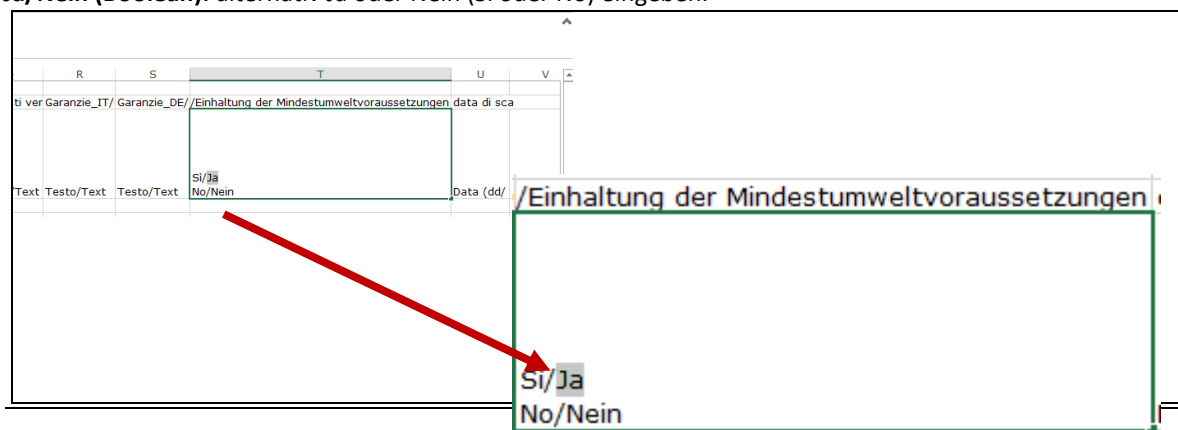 Ja/Nein (Boolean): alternativ Ja oder Nein (Sì oder No) eingeben.
R S T U V
ti ver Garanzie_IT/ Garanzie_DE/ /Einhaltung der Mindestumweltvoraussetzungen data di sca
Si/Ja
/Text Testo/Text Testo/Text No/Nein Data (dd/
/Einhaltung der Mindestumweltvoraussetzungen
Si/Ja
No/Nein